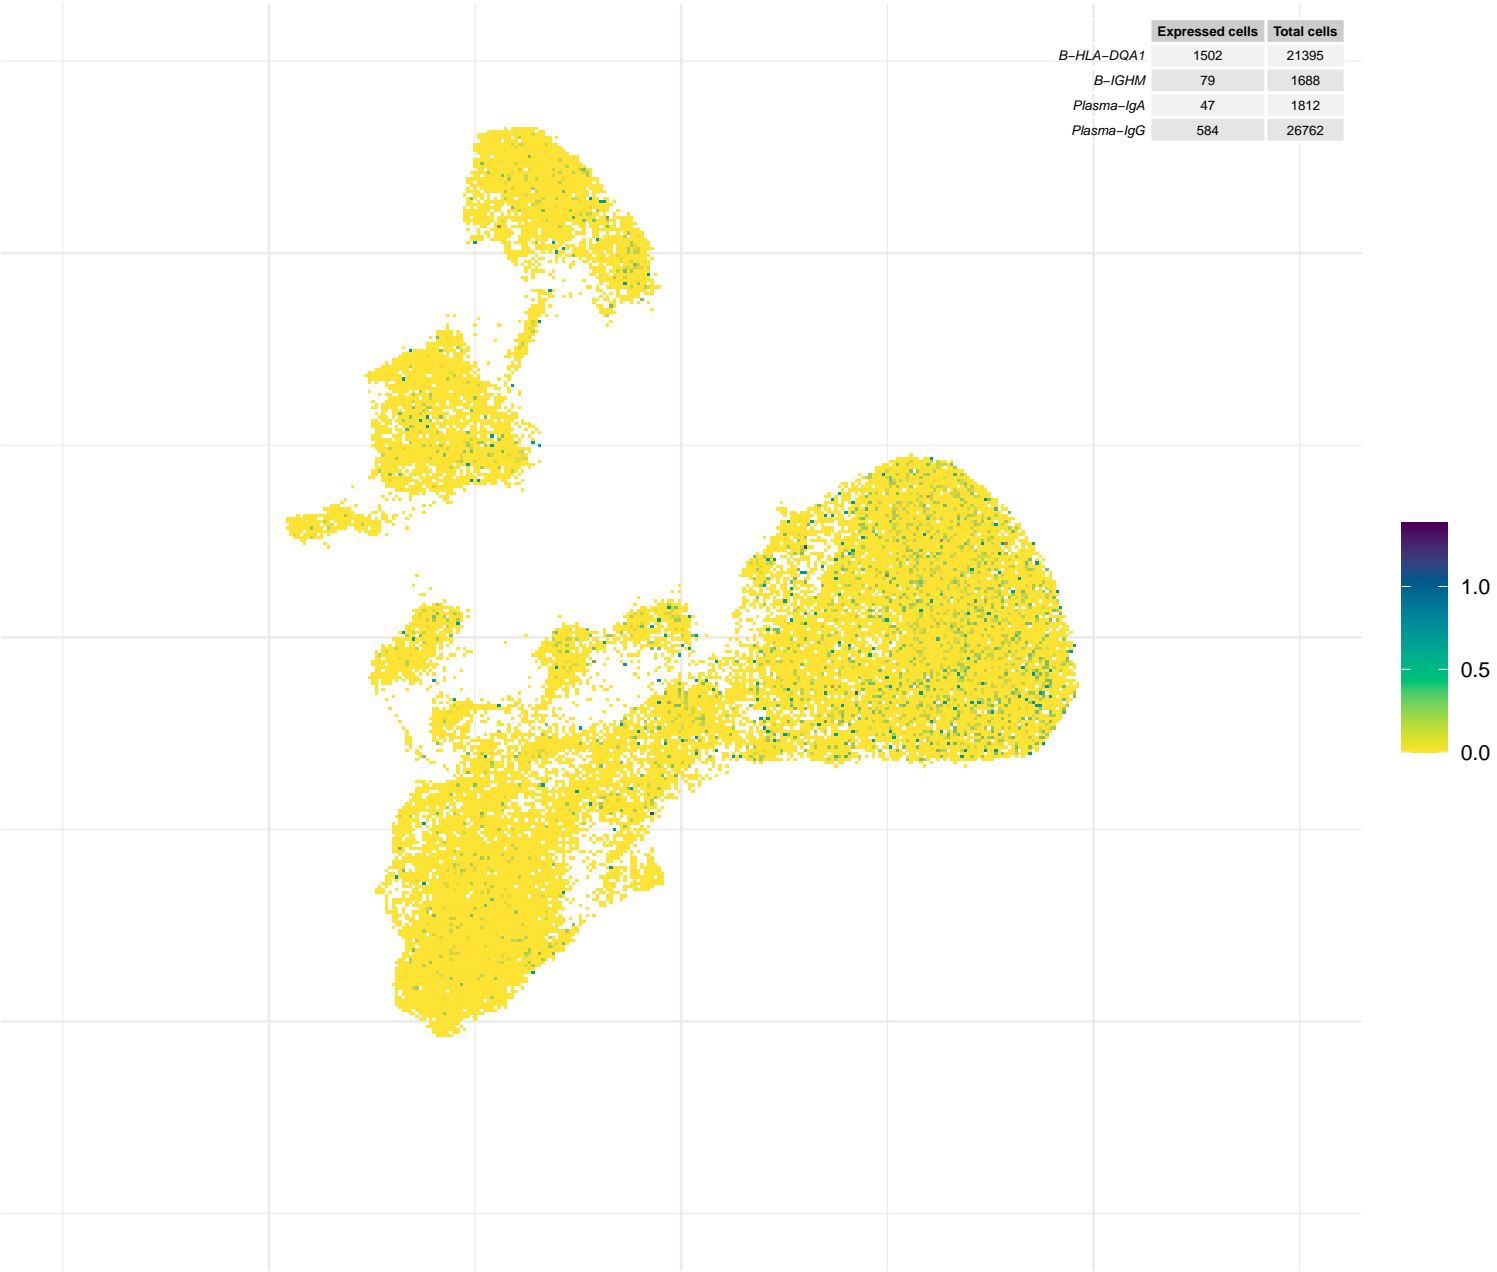 Expressed cells Total cells
B−HLA−DQA1 1502 21395
B−IGHM 79 1688
Plasma−IgA 47 1812
Plasma−IgG 584 26762
1.0
0.5
0.0